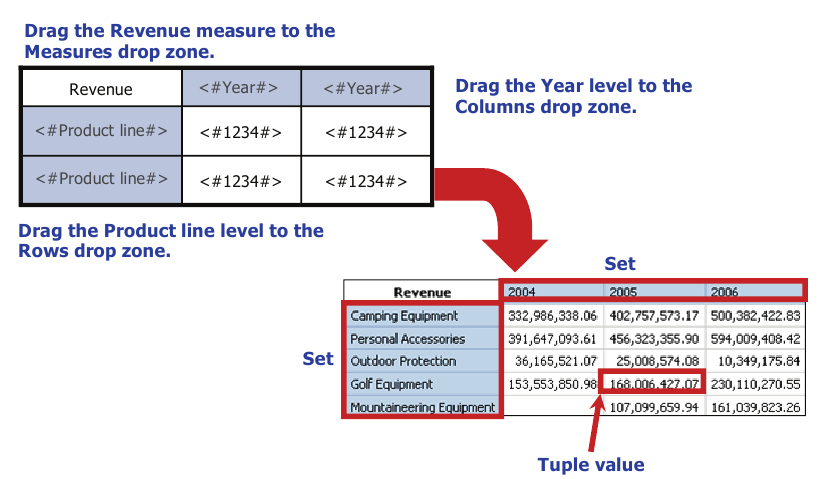 Drag the Revenue measure to the
Measures drop zone.
Revenue <#Year#> <#Year#>
<#Product line#> <#1234#> <#1234#>
<#Product line#> <#1234#> <#1234#>
Drag the Year level to the
Columns drop zone.
Drag the Product line level to the
Rows drop zone.
Set
Revenue 2004 2005 2006
Camping Equipment 332,986,338.06 402,757,573.17 500,382,422.83
Personal Accessories 391,647,093.61 456,323,355.90 594,009,408.42
Outdoor Protection 36,165,521.07 25,008,574.08 10,349,175.84
Set
Golf Equipment 153,553,850.98 168,006,427.07 230,110,270.55
Mountaineering Equipment 107,099,659.94 161,039,823.26
Tuple value